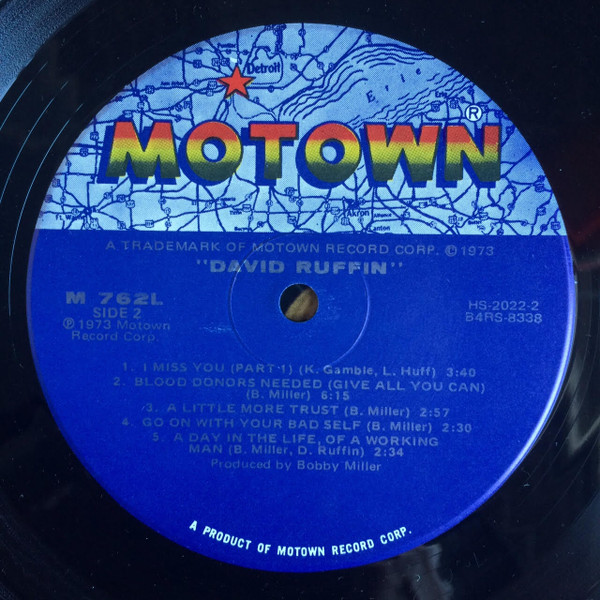 Detroit
Erie
MOTOWN®
Akron
Canton
A TRADEMARK OF MOTOWN RECORD CORP. ©1973
"DAVID RUFFIN"
M 762L
SIDE 2
℗ 1973 Motown
Record Corp.
HS-2022-2
B4RS-8338
1. I MISS YOU (PART 1) (K. Gamble, L. Huff) 3:40
2. BLOOD DONORS NEEDED (GIVE ALL YOU CAN)
(B. Miller) 6:15
3. A LITTLE MORE TRUST (B. Miller) 2:57
4. GO ON WITH YOUR BAD SELF (B. Miller) 2:30
5. A DAY IN THE LIFE, OF A WORKING
MAN (B. Miller, D. Ruffin) 2:34
Produced by Bobby Miller
A PRODUCT OF MOTOWN RECORD CORP.